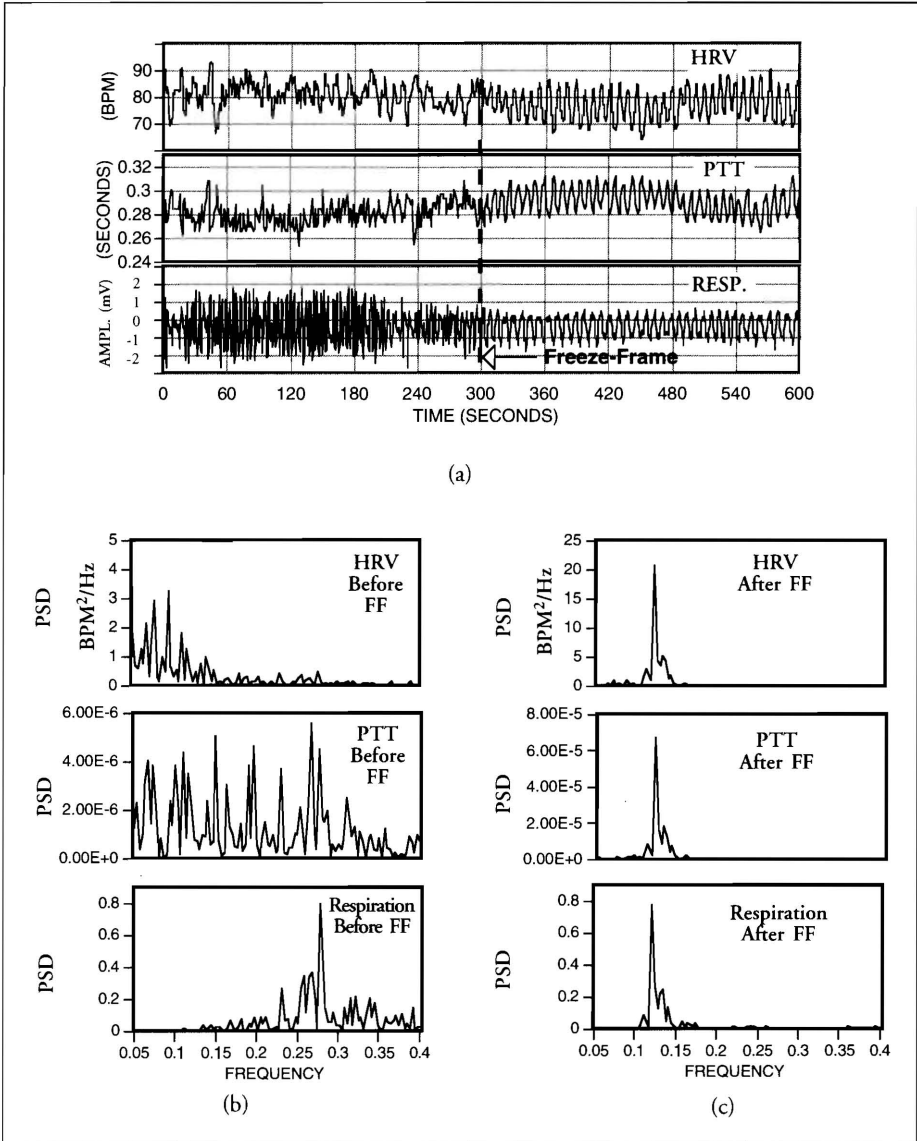 HRV
90
80
70
(BPM)
PTT
0.32
0.3
0.28
0.26
0.24
(SECONDS)
RESP.
2
1
0
-1
-2
AMPL. (mV)
Freeze-Frame
0 60 120 180 240 300 360 420 480 540 600
TIME (SECONDS)
(a)
HRV
Before
FF
5
4
3
2
1
0
PSD
BPM²/Hz
PTT
Before
FF
6.00E-6
4.00E-6
2.00E-6
0.00E+0
PSD
Respiration
Before FF
0.8
0.6
0.4
0.2
0
PSD
0.05 0.1 0.15 0.2 0.25 0.3 0.35 0.4
FREQUENCY
(b)
HRV
After FF
25
20
15
10
5
0
PSD
BPM²/Hz
PTT
After FF
8.00E-5
6.00E-5
2.00E-5
0.00E+0
PSD
Respiration
After FF
0.8
0.6
0.4
0.2
0
PSD
0.05 0.1 0.15 0.2 0.25 0.3 0.35 0.4
FREQUENCY
(c)